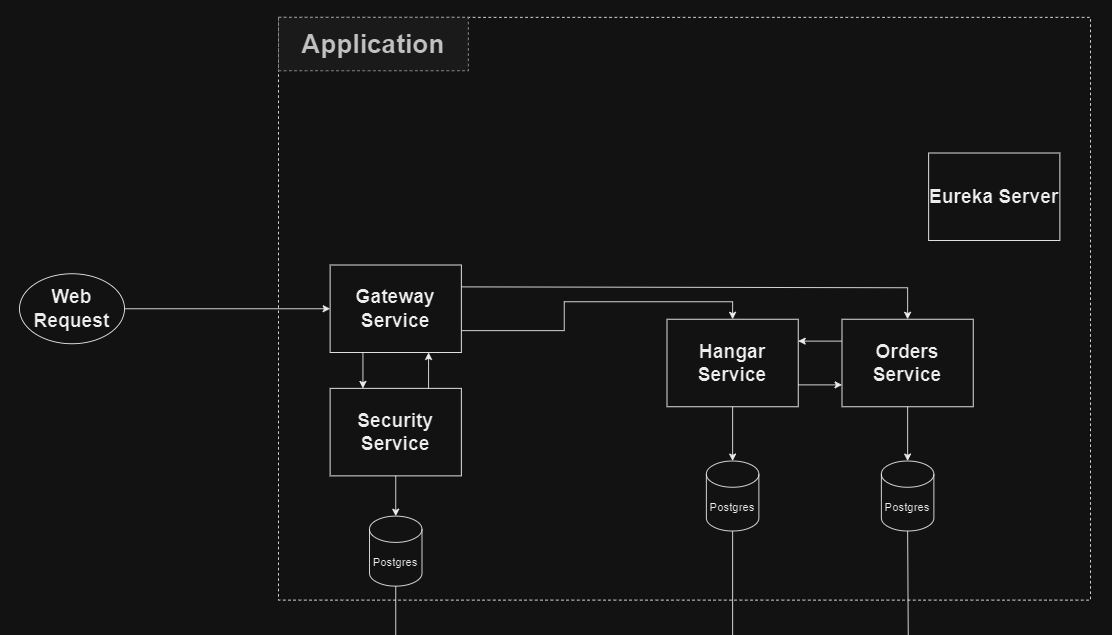 Application
Eureka Server
Web
Request
Gateway
Service
Hangar
Service
Orders
Service
Security
Service
Postgres
Postgres
Postgres